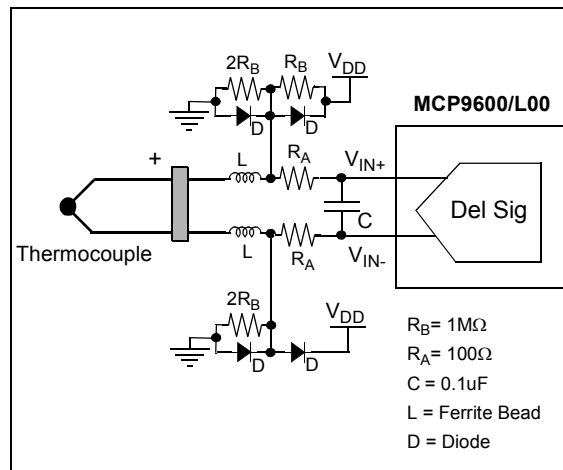 2RB
RB
VDD
D
D
MCP9600/L00
+
L
RA
VIN+
C
Del Sig
Thermocouple
L
RA
VIN-
2RB
VDD
D
D
RB= 1MΩ
RA= 100Ω
C = 0.1uF
L = Ferrite Bead
D = Diode